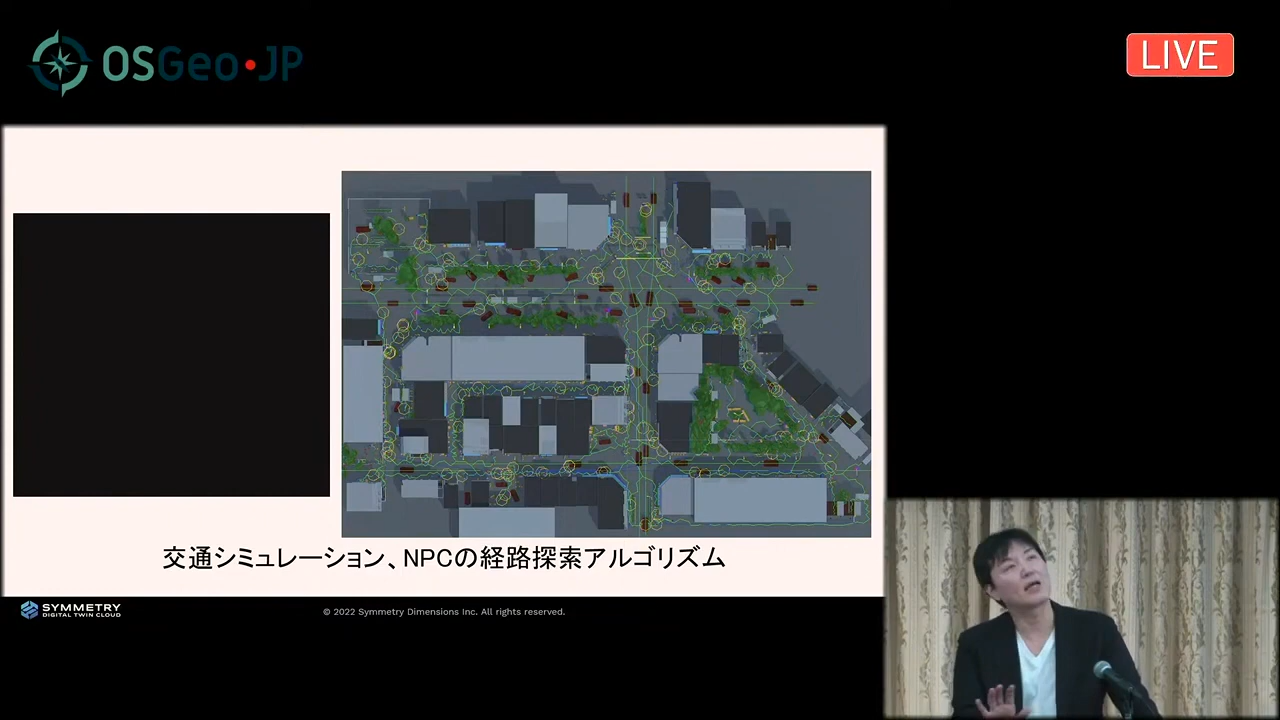 OSGeo・JP
LIVE
交通シミュレーション、NPCの経路探索アルゴリズム
SYMMETRY
DIGITAL TWIN CLOUD
© 2022 Symmetry Dimensions Inc. All rights reserved.